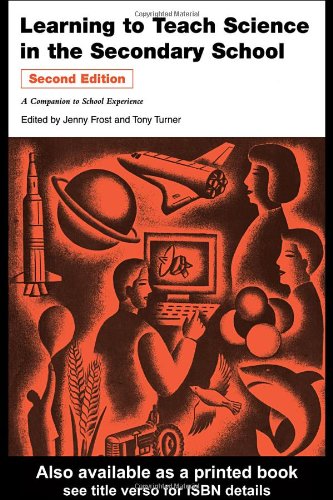 Learning to Teach Science
in the Secondary School
Second Edition
A Companion to School Experience
Edited by Jenny Frost and Tony Turner
Also available as a printed book
see title verso for ISBN details